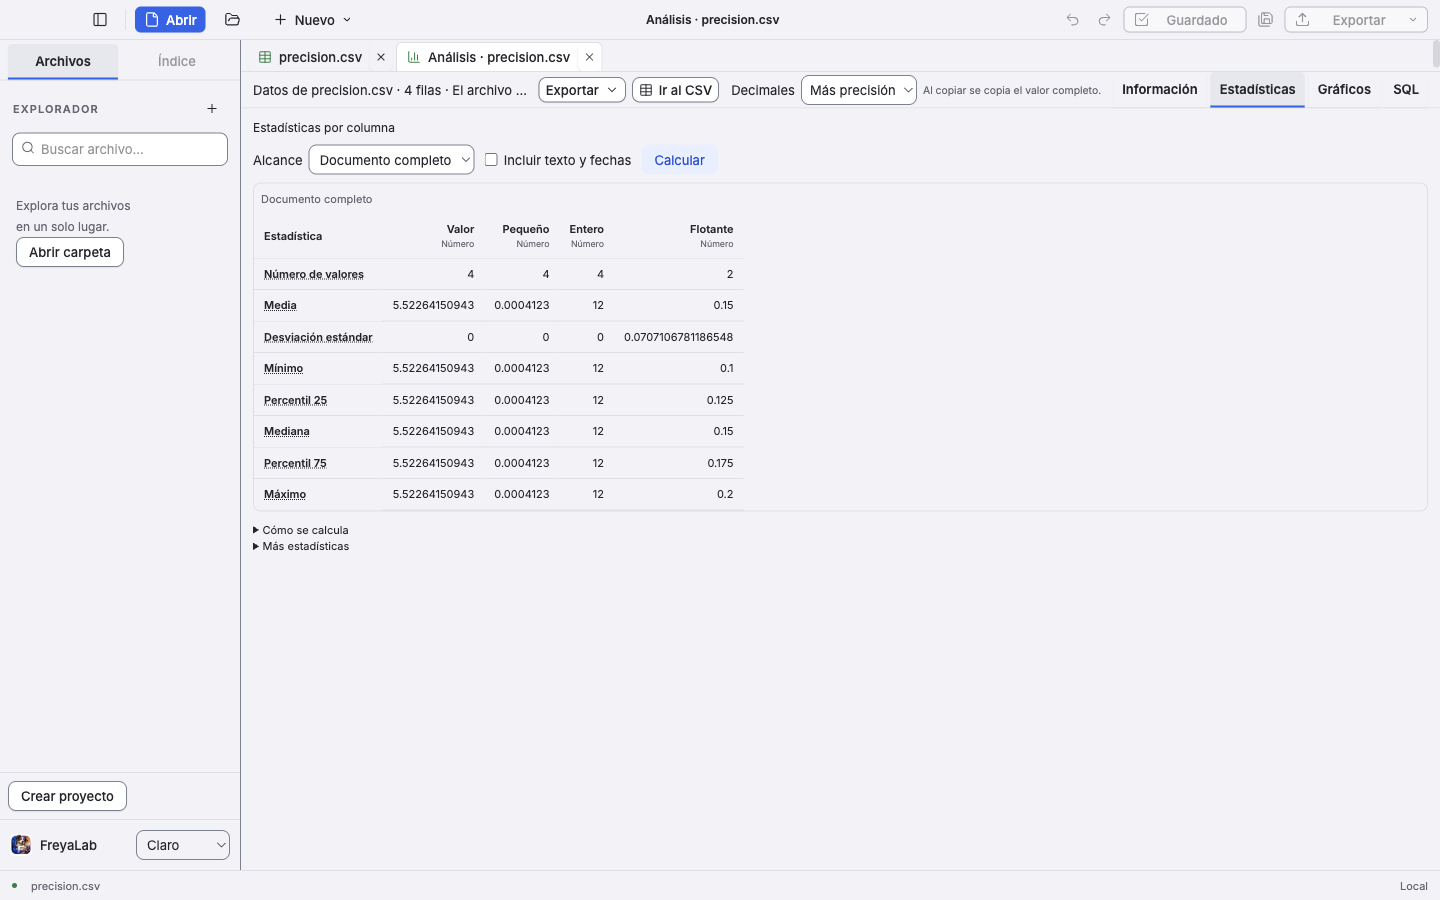 Abrir
Nuevo
Análisis · precision.csv
Guardado
Exportar
Archivos
Índice
EXPLORADOR
Buscar archivo...
Explora tus archivos
en un solo lugar.
Abrir carpeta
Crear proyecto
FreyaLab
Claro
precision.csv
Análisis · precision.csv
Datos de precision.csv · 4 filas · El archivo ...
Exportar
Ir al CSV
Decimales
Más precisión
Al copiar se copia el valor completo.
Información
Estadísticas
Gráficos
SQL
Estadísticas por columna
Alcance
Documento completo
Incluir texto y fechas
Calcular
Documento completo
Estadística Valor Pequeño Entero Flotante
Número Número Número Número
Número de valores 4 4 4 2
Media 5.52264150943 0.0004123 12 0.15
Desviación estándar 0 0 0 0.0707106781186548
Mínimo 5.52264150943 0.0004123 12 0.1
Percentil 25 5.52264150943 0.0004123 12 0.125
Mediana 5.52264150943 0.0004123 12 0.15
Percentil 75 5.52264150943 0.0004123 12 0.175
Máximo 5.52264150943 0.0004123 12 0.2
Cómo se calcula
Más estadísticas
precision.csv
Local